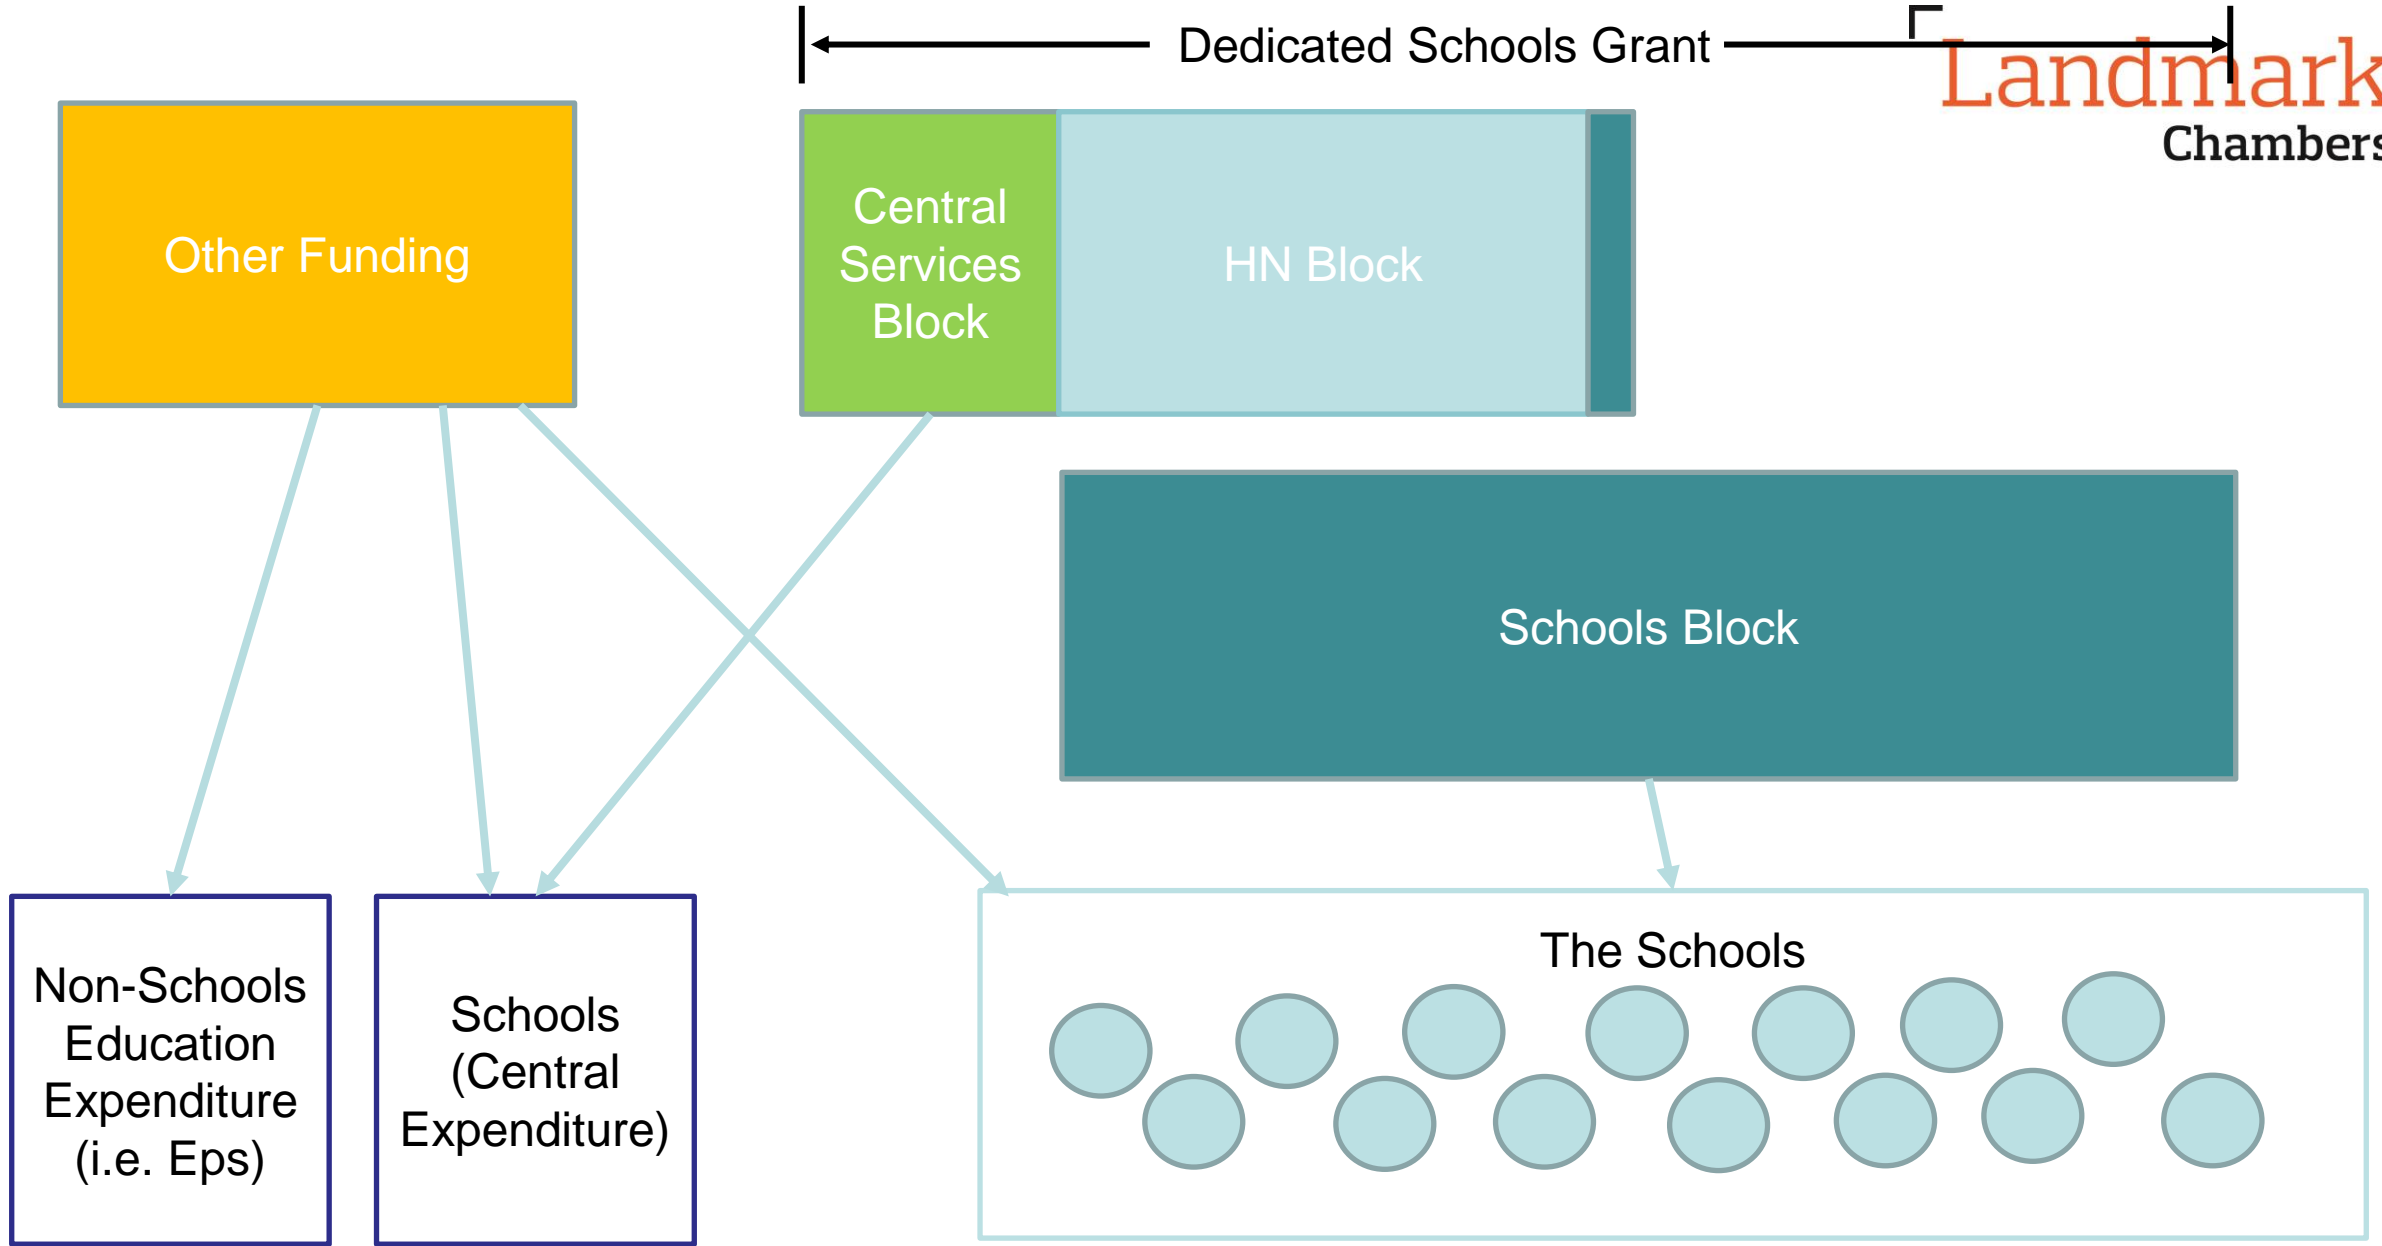 Dedicated Schools Grant
Landmark
Chambers
Other Funding
Central
Services
Block
HN Block
Schools Block
Non-Schools
Education
Expenditure
(i.e. Eps)
Schools
(Central
Expenditure)
The Schools